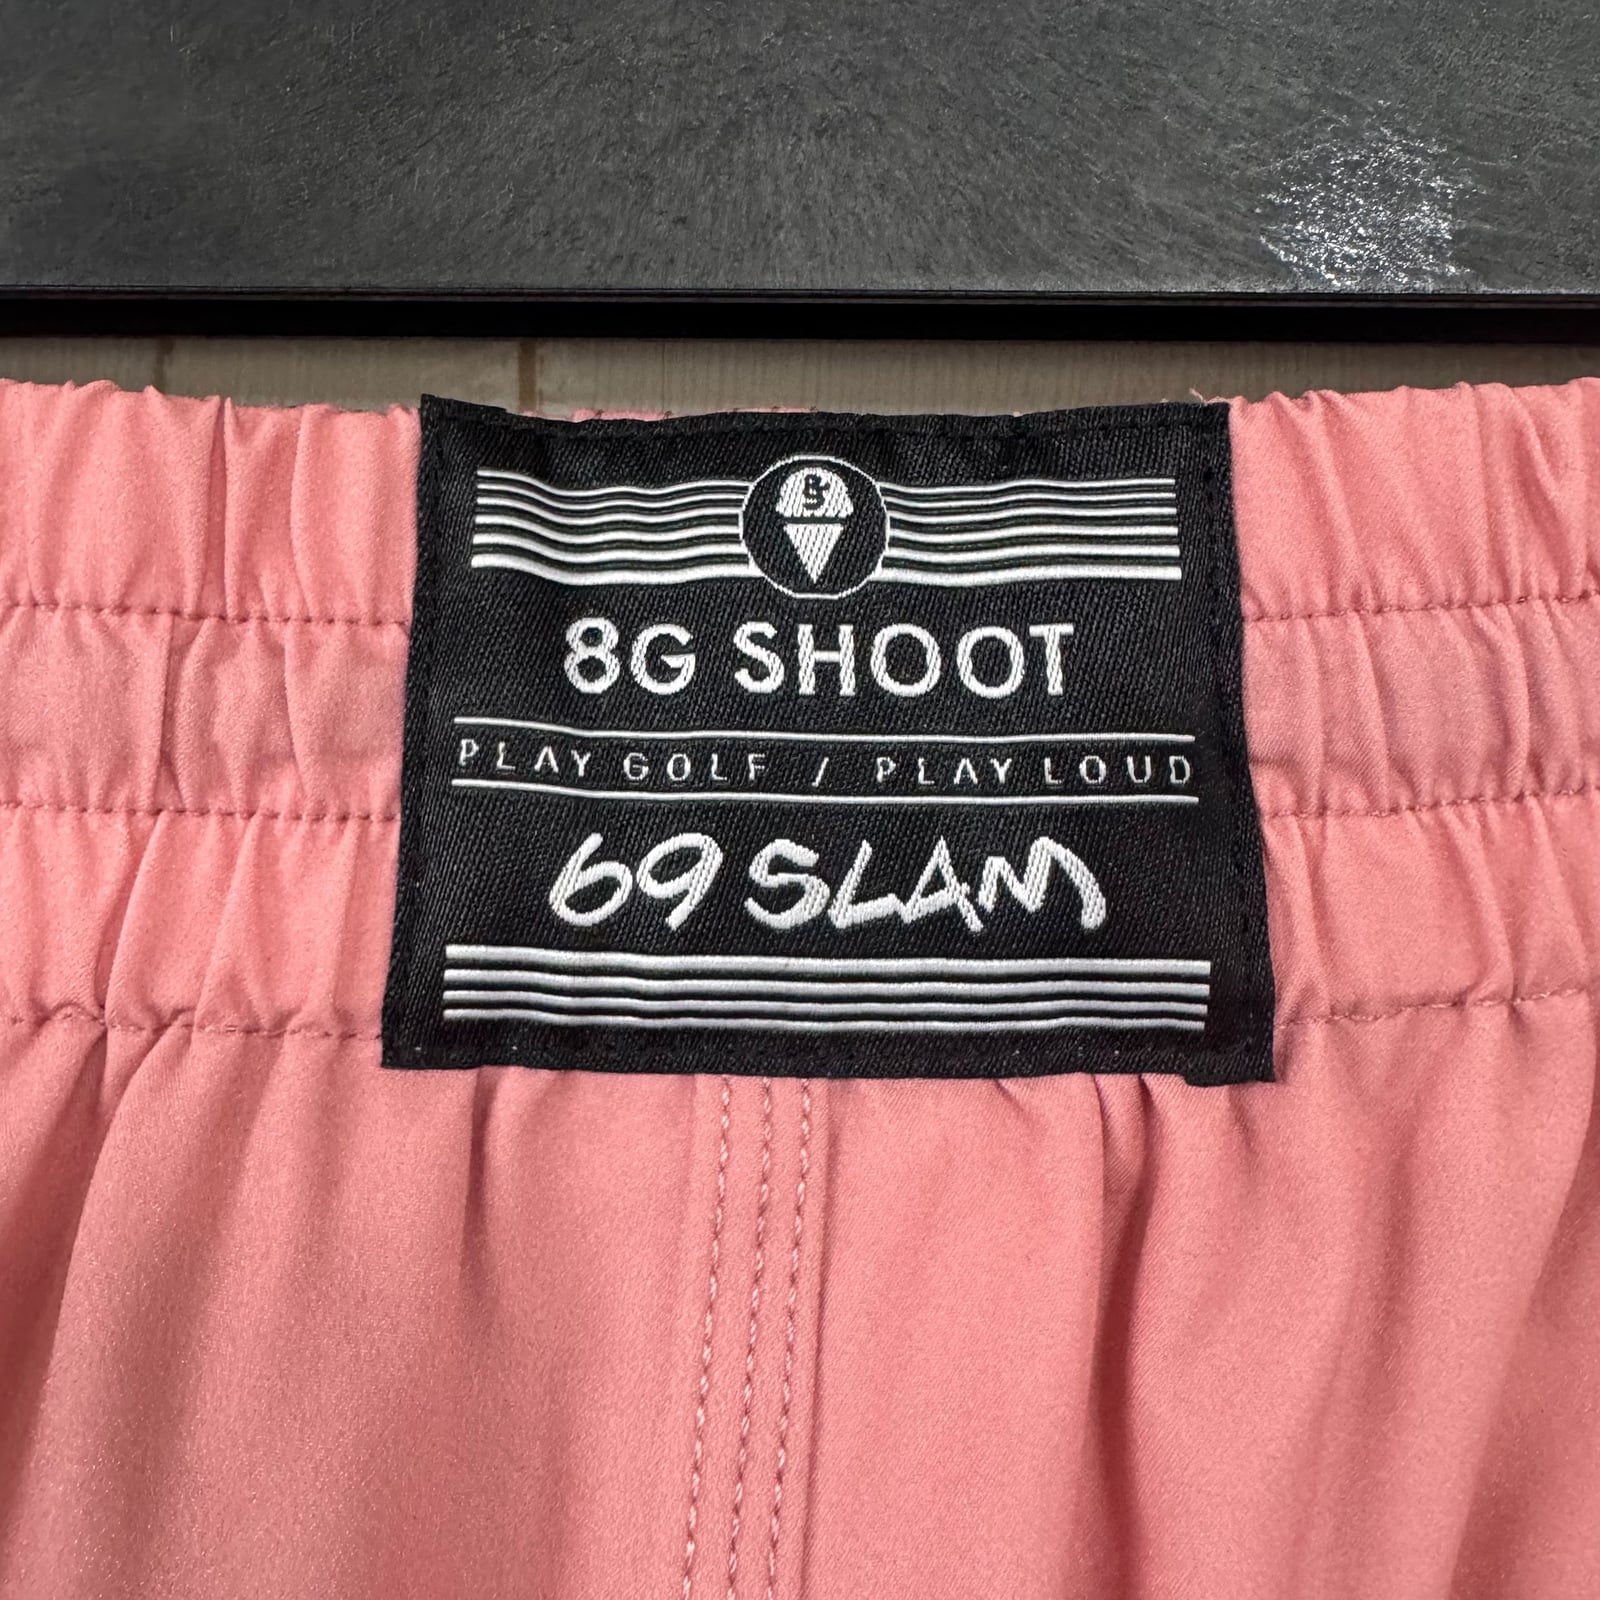 8G SHOOT
PLAY GOLF / PLAY LOUD
69 SLAM